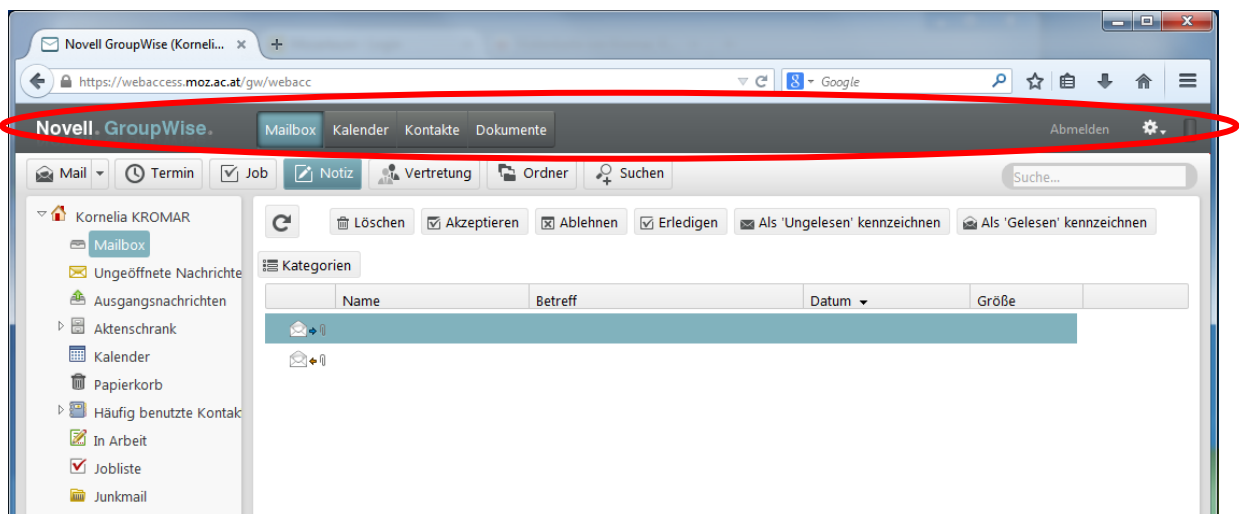 Novell GroupWise (Korneli... × +
https://webaccess.moz.ac.at/gw/webacc Google
Novell. GroupWise. Mailbox Kalender Kontakte Dokumente Abmelden
Mail Termin Job Notiz Vertretung Ordner Suchen Suche...
Kornelia KROMAR
Mailbox
Ungeöffnete Nachrichte
Ausgangsnachrichten
Aktenschrank
Kalender
Papierkorb
Häufig benutzte Kontak
In Arbeit
Jobliste
Junkmail
Löschen Akzeptieren Ablehnen Erledigen Als 'Ungelesen' kennzeichnen Als 'Gelesen' kennzeichnen
Kategorien
Name Betreff Datum Größe